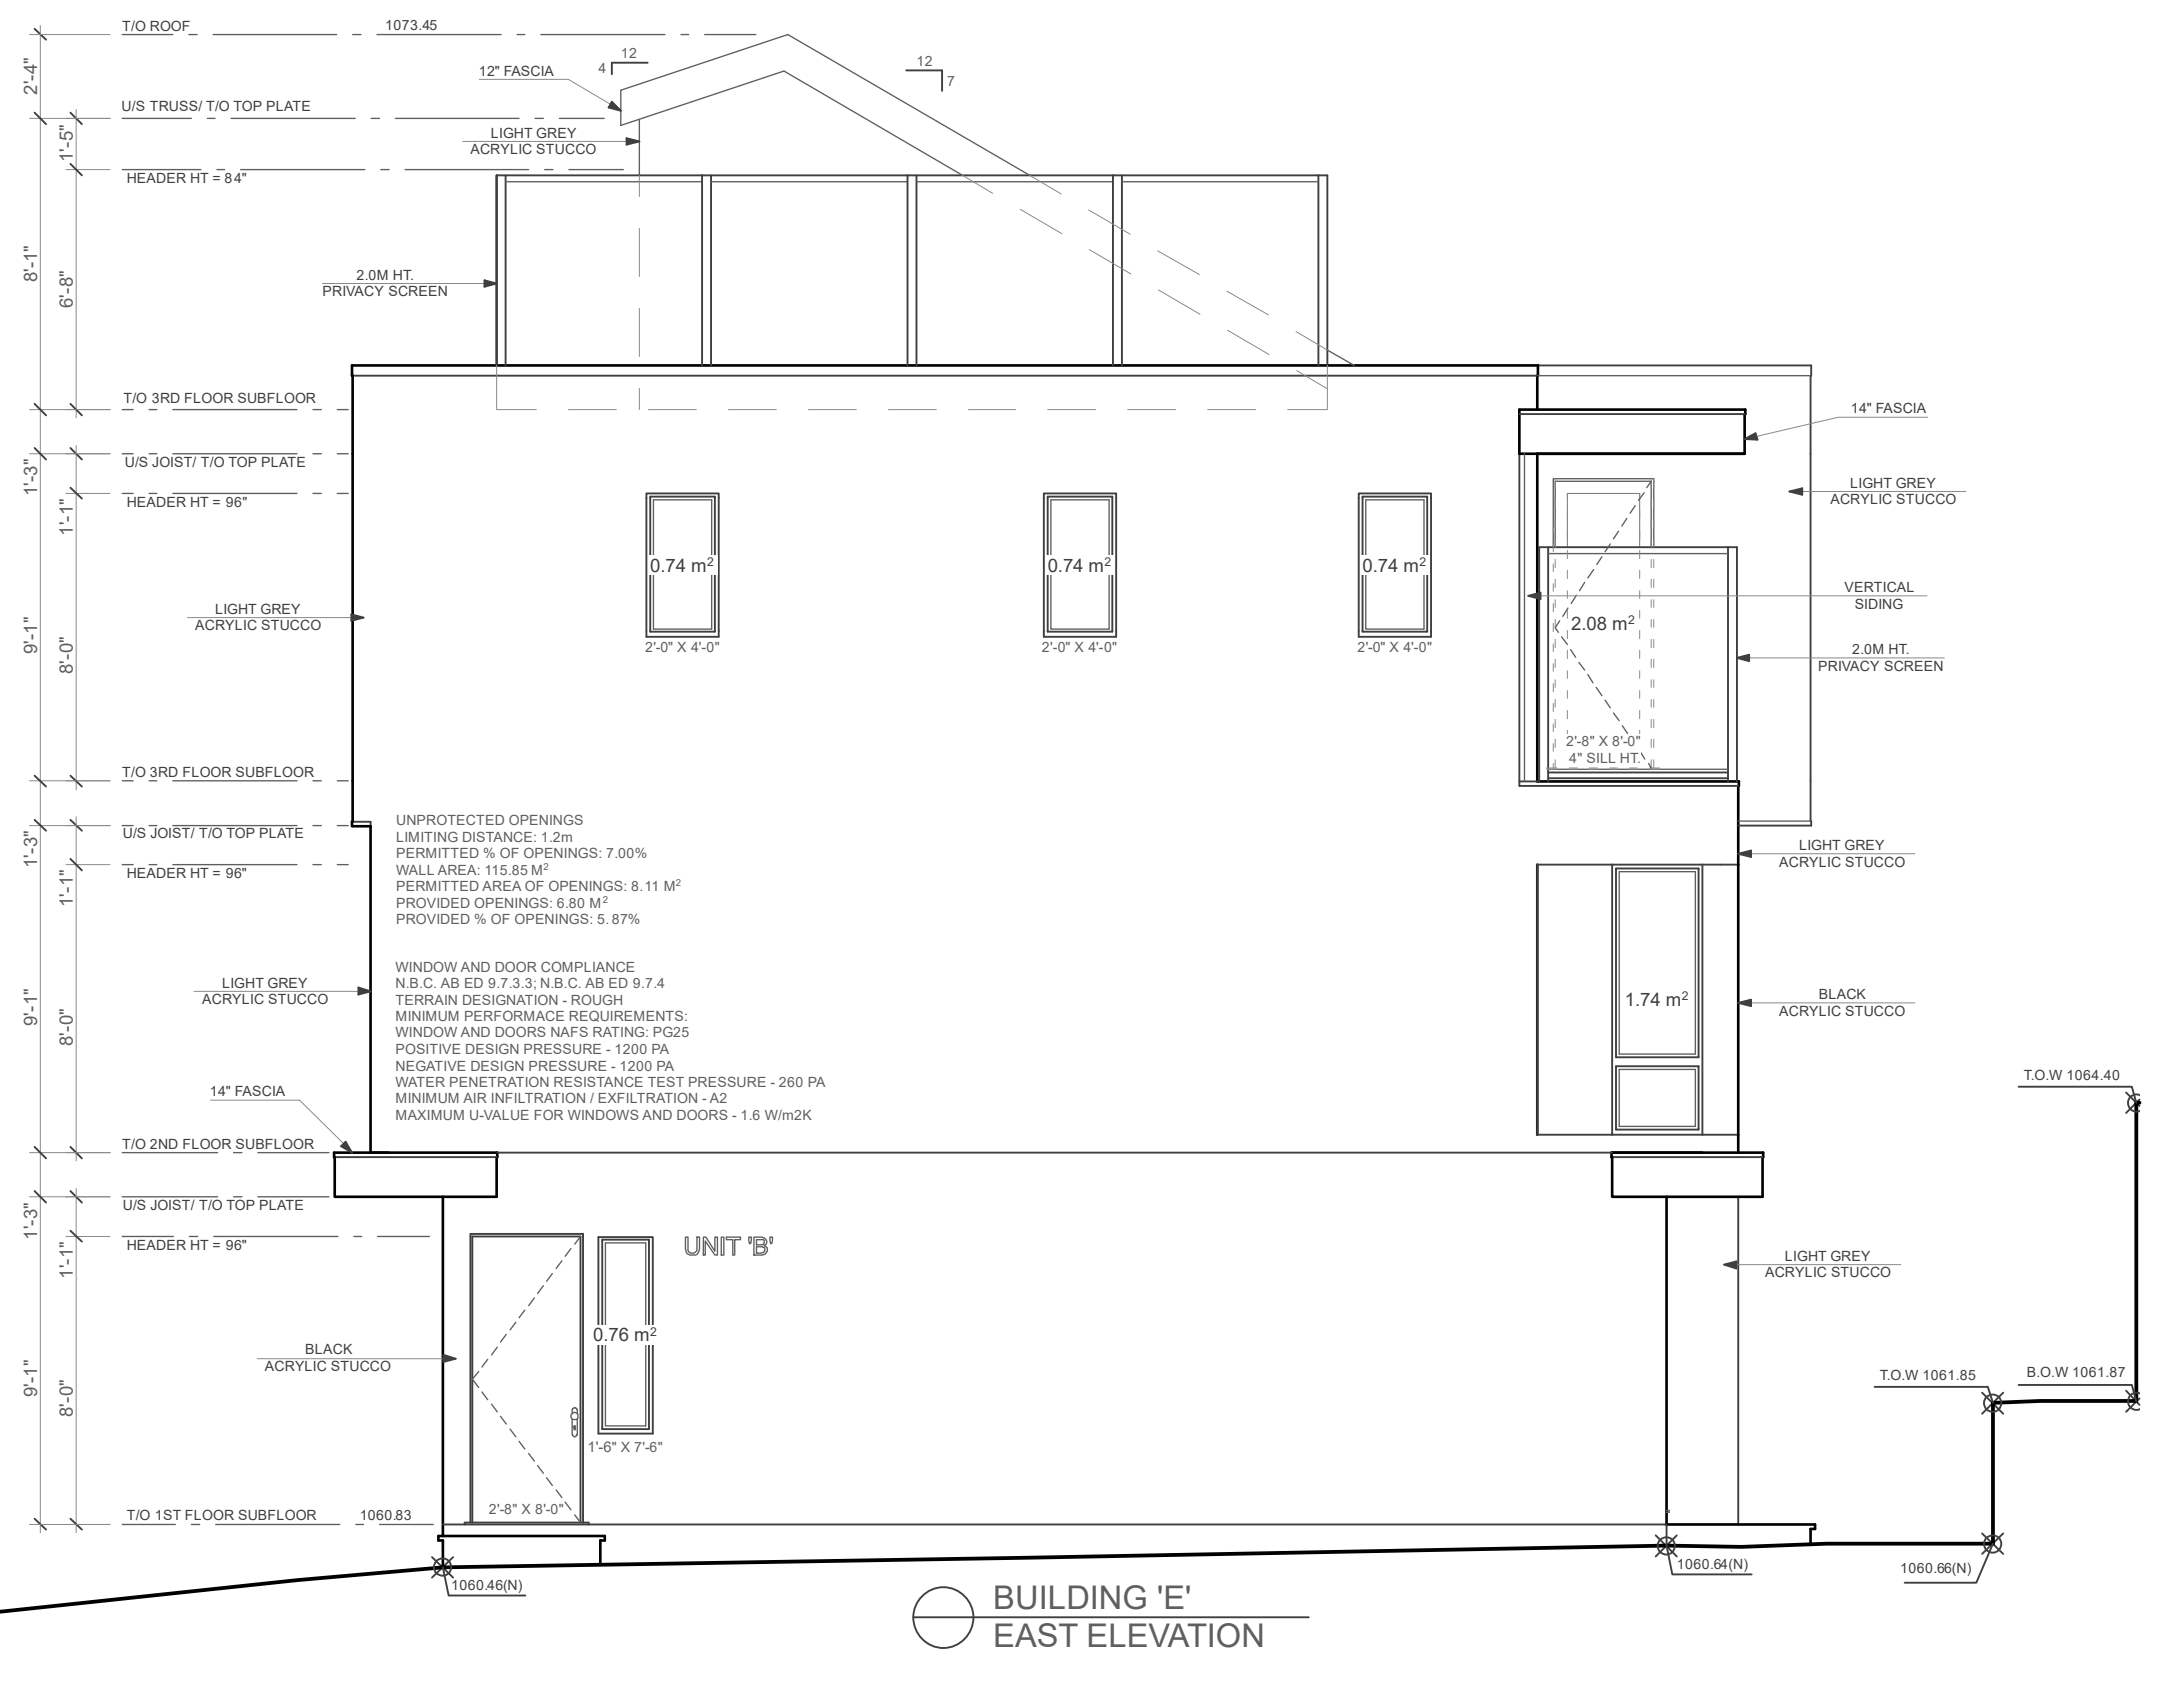 T/O ROOF
1073.45
12
4
12
7
12" FASCIA
2'-4"
U/S TRUSS/ T/O TOP PLATE
LIGHT GREY
ACRYLIC STUCCO
1'-5"
HEADER HT = 84"
8'-1"
6'-8"
2.0M HT.
PRIVACY SCREEN
T/O 3RD FLOOR SUBFLOOR
14" FASCIA
1'-3"
U/S JOIST/ T/O TOP PLATE
1'-1"
HEADER HT = 96"
LIGHT GREY
ACRYLIC STUCCO
0.74 m²
0.74 m²
0.74 m²
2'-0" X 4'-0"
2'-0" X 4'-0"
2'-0" X 4'-0"
VERTICAL
SIDING
2.08 m²
LIGHT GREY
ACRYLIC STUCCO
9'-1"
8'-0"
2.0M HT.
PRIVACY SCREEN
2'-8" X 8'-0"
4" SILL HT.
T/O 3RD FLOOR SUBFLOOR
1'-3"
U/S JOIST/ T/O TOP PLATE
1'-1"
HEADER HT = 96"
UNPROTECTED OPENINGS
LIMITING DISTANCE: 1.2m
PERMITTED % OF OPENINGS: 7.00%
WALL AREA: 115.85 M²
PERMITTED AREA OF OPENINGS: 8.11 M²
PROVIDED OPENINGS: 6.80 M²
PROVIDED % OF OPENINGS: 5.87%
LIGHT GREY
ACRYLIC STUCCO
WINDOW AND DOOR COMPLIANCE
N.B.C. AB ED 9.7.3.3; N.B.C. AB ED 9.7.4
TERRAIN DESIGNATION - ROUGH
MINIMUM PERFORMACE REQUIREMENTS:
WINDOW AND DOORS NAFS RATING: PG25
POSITIVE DESIGN PRESSURE - 1200 PA
NEGATIVE DESIGN PRESSURE - 1200 PA
WATER PENETRATION RESISTANCE TEST PRESSURE - 260 PA
MINIMUM AIR INFILTRATION / EXFILTRATION - A2
MAXIMUM U-VALUE FOR WINDOWS AND DOORS - 1.6 W/m2K
LIGHT GREY
ACRYLIC STUCCO
9'-1"
8'-0"
1.74 m²
BLACK
ACRYLIC STUCCO
14" FASCIA
T.O.W 1064.40
T/O 2ND FLOOR SUBFLOOR
1'-3"
U/S JOIST/ T/O TOP PLATE
1'-1"
HEADER HT = 96"
UNIT 'B'
LIGHT GREY
ACRYLIC STUCCO
0.76 m²
BLACK
ACRYLIC STUCCO
9'-1"
8'-0"
T.O.W 1061.85
B.O.W 1061.87
1'-6" X 7'-6"
2'-8" X 8'-0"
T/O 1ST FLOOR SUBFLOOR
1060.83
1060.46(N)
1060.64(N)
1060.66(N)
BUILDING 'E'
EAST ELEVATION